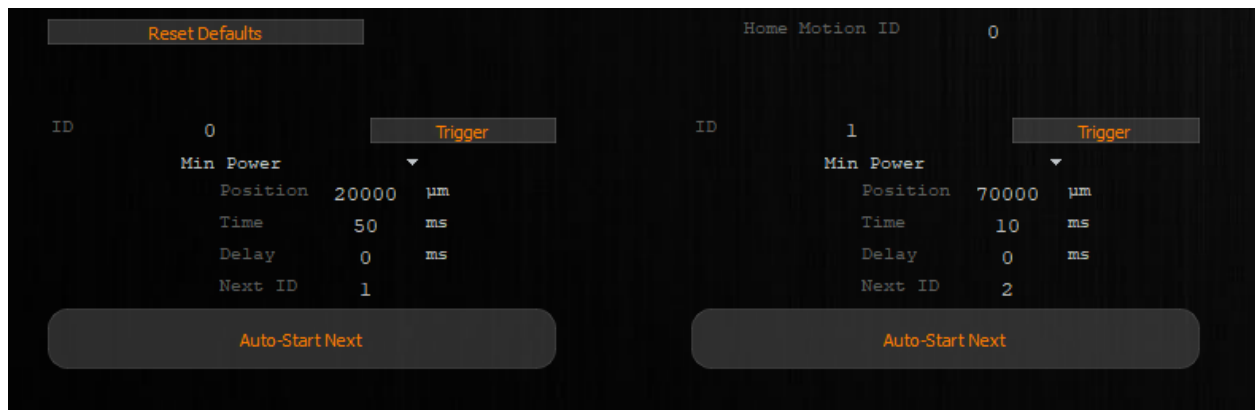 Reset Defaults
Home Motion ID 0
ID 0 Trigger
Min Power
Position 20000 µm
Time 50 ms
Delay 0 ms
Next ID 1
Auto-Start Next
ID 1 Trigger
Min Power
Position 70000 µm
Time 10 ms
Delay 0 ms
Next ID 2
Auto-Start Next